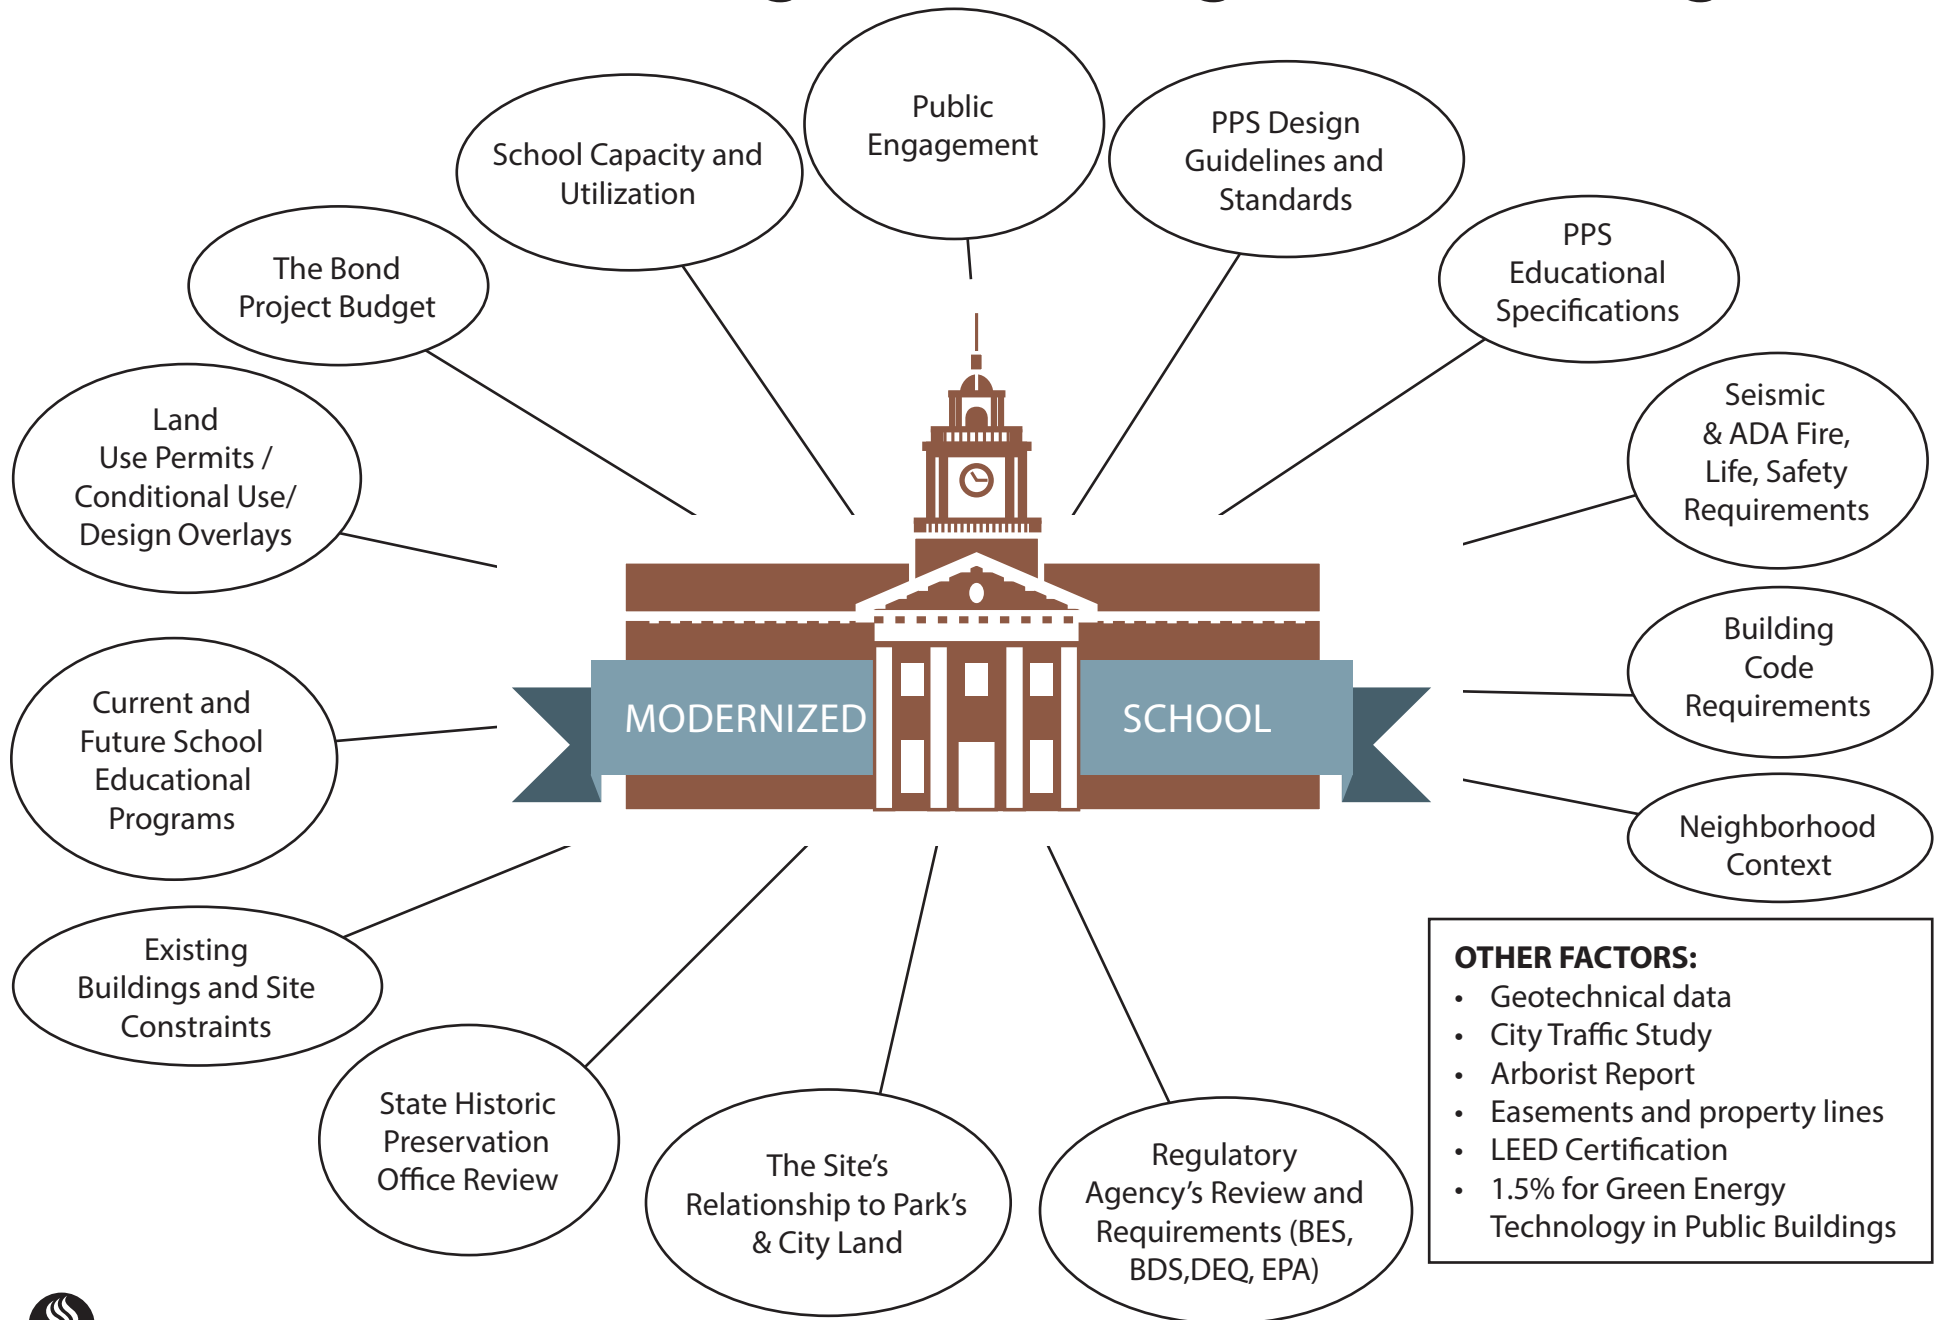 Public
Engagement
School Capacity and
Utilization
PPS Design
Guidelines and
Standards
The Bond
Project Budget
PPS
Educational
Specifications
Land
Use Permits /
Conditional Use/
Design Overlays
Seismic
& ADA Fire,
Life, Safety
Requirements
MODERNIZED
SCHOOL
Current and
Future School
Educational
Programs
Building
Code
Requirements
Neighborhood
Context
Existing
Buildings and Site
Constraints
State Historic
Preservation
Office Review
The Site’s
Relationship to Park’s
& City Land
Regulatory
Agency’s Review and
Requirements (BES,
BDS,DEQ, EPA)
OTHER FACTORS:
• Geotechnical data
• City Traffic Study
• Arborist Report
• Easements and property lines
• LEED Certification
• 1.5% for Green Energy
Technology in Public Buildings